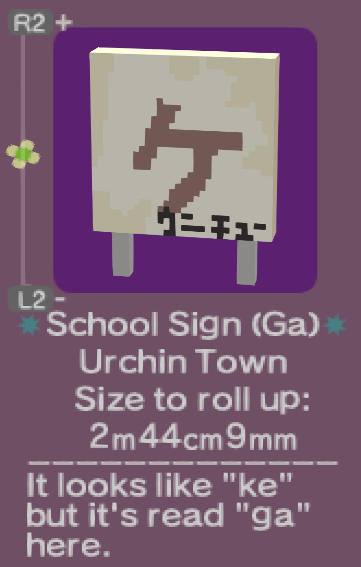 R2 +
ケ
ウニキュー
L2 -
School Sign (Ga)
Urchin Town
Size to roll up:
2m44cm9mm
It looks like "ke"
but it's read "ga"
here.